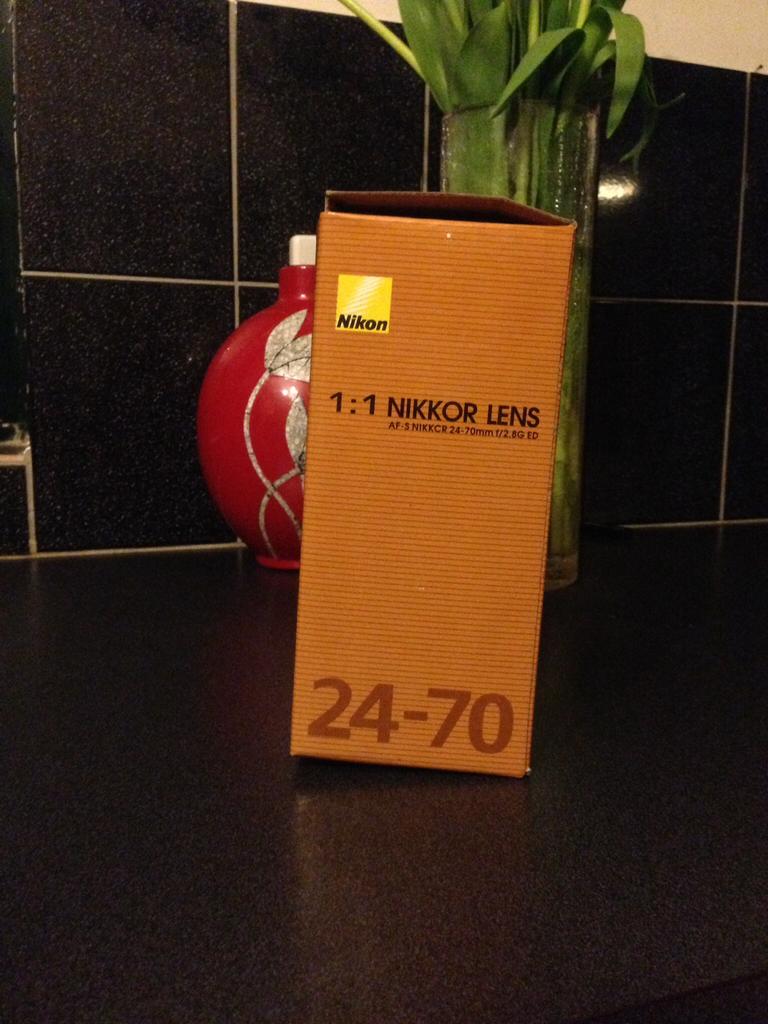 Nikon
1:1 NIKKOR LENS
AF-S NIKKCR 24-70mm f/2.8G ED
24-70